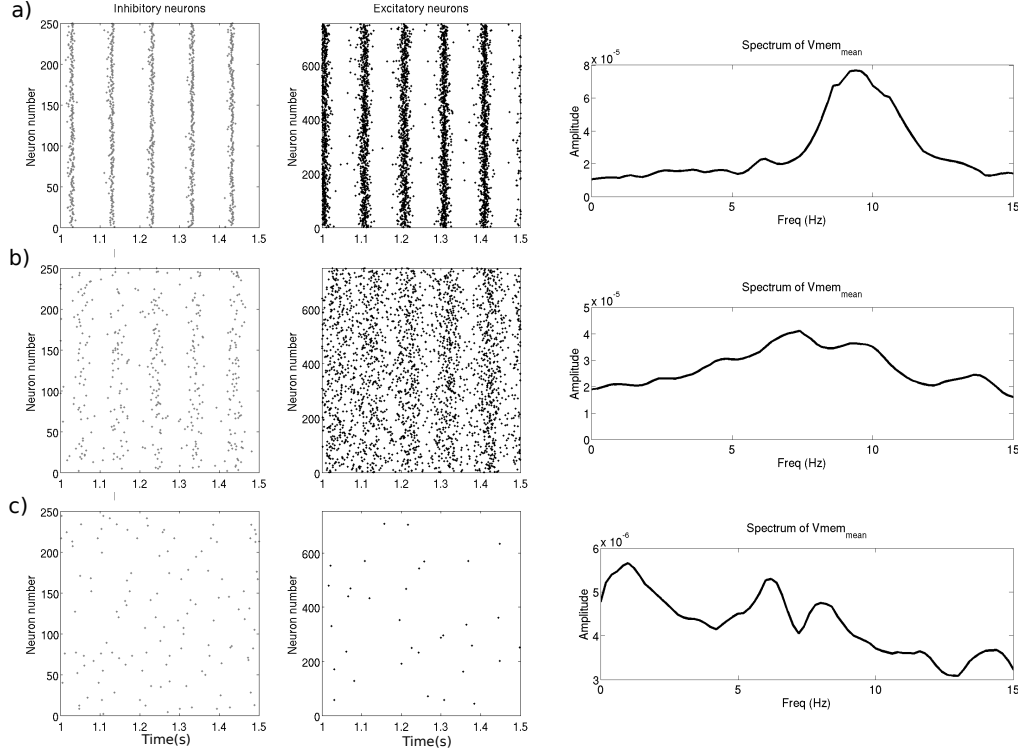 a)
Inhibitory neurons
Excitatory neurons
250
200
150
100
50
0
Neuron number
1 1.1 1.2 1.3 1.4 1.5
600
400
200
0
Neuron number
1 1.1 1.2 1.3 1.4 1.5
Spectrum of Vmem_mean
8 x 10^-5
6
4
2
0
Amplitude
0 5 10 15
Freq (Hz)
b)
250
200
150
100
50
0
Neuron number
1 1.1 1.2 1.3 1.4 1.5
600
400
200
0
Neuron number
1 1.1 1.2 1.3 1.4 1.5
Spectrum of Vmem_mean
5 x 10^-5
4
3
2
1
0
Amplitude
0 5 10 15
Freq (Hz)
c)
250
200
150
100
50
0
Neuron number
1 1.1 1.2 1.3 1.4 1.5
Time(s)
600
400
200
0
Neuron number
1 1.1 1.2 1.3 1.4 1.5
Time(s)
Spectrum of Vmem_mean
6 x 10^-6
5
4
3
Amplitude
0 5 10 15
Freq (Hz)